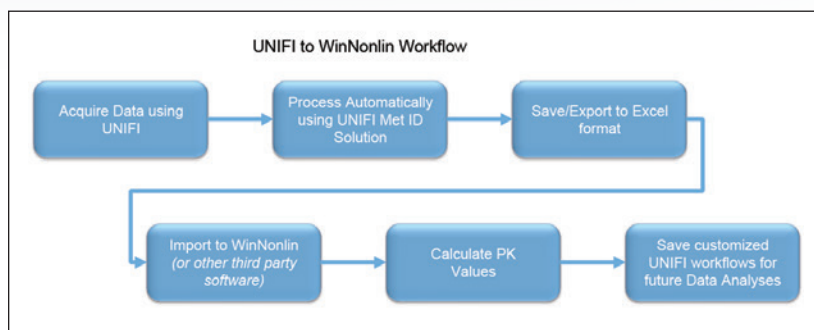 UNIFI to WinNonlin Workflow
Acquire Data using
UNIFI
Process Automatically
using UNIFI Met ID
Solution
Save/Export to Excel
format
Import to WinNonlin
(or other third party
software)
Calculate PK
Values
Save customized
UNIFI workflows for
future Data Analyses